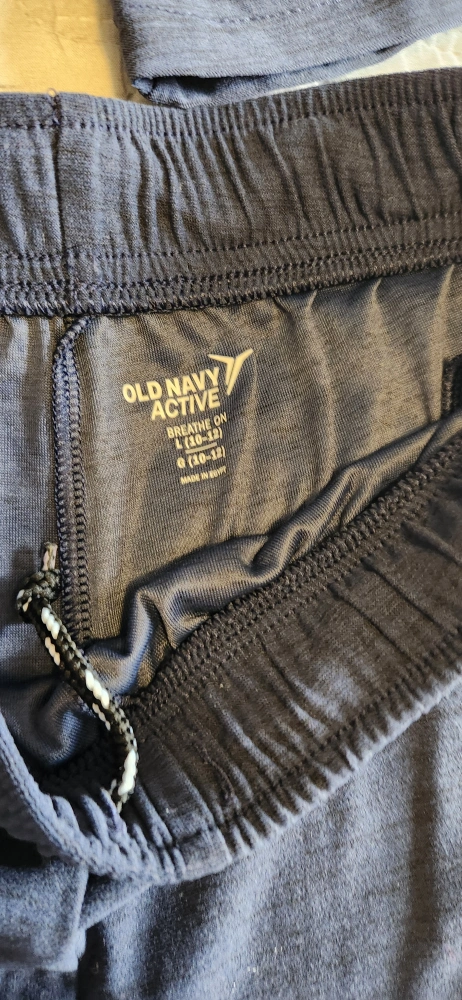 OLD NAVY
ACTIVE
BREATHE ON
L (10-12)
G (10-12)
MADE IN EGYPT